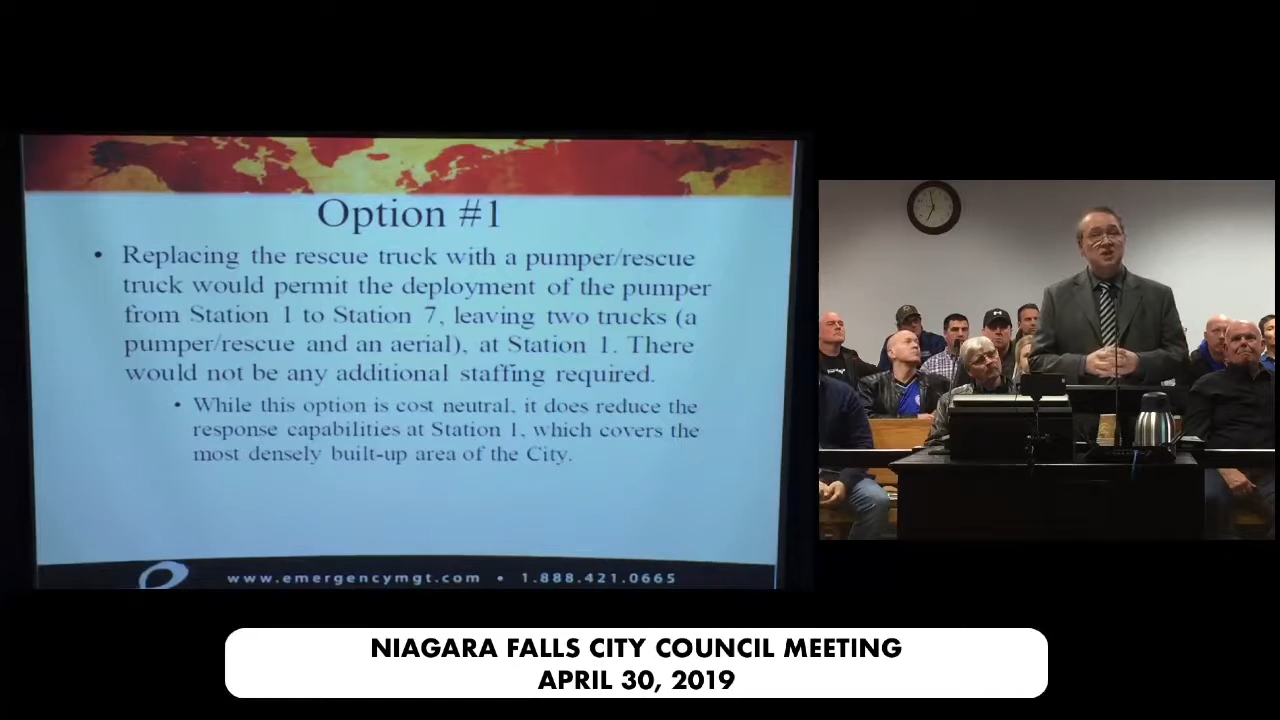 Option #1
• Replacing the rescue truck with a pumper/rescue
truck would permit the deployment of the pumper
from Station 1 to Station 7, leaving two trucks (a
pumper/rescue and an aerial), at Station 1. There
would not be any additional staffing required.
• While this option is cost neutral, it does reduce the
response capabilities at Station 1, which covers the
most densely built-up area of the City.
www.emergencymgt.com • 1.888.421.0665
NIAGARA FALLS CITY COUNCIL MEETING
APRIL 30, 2019